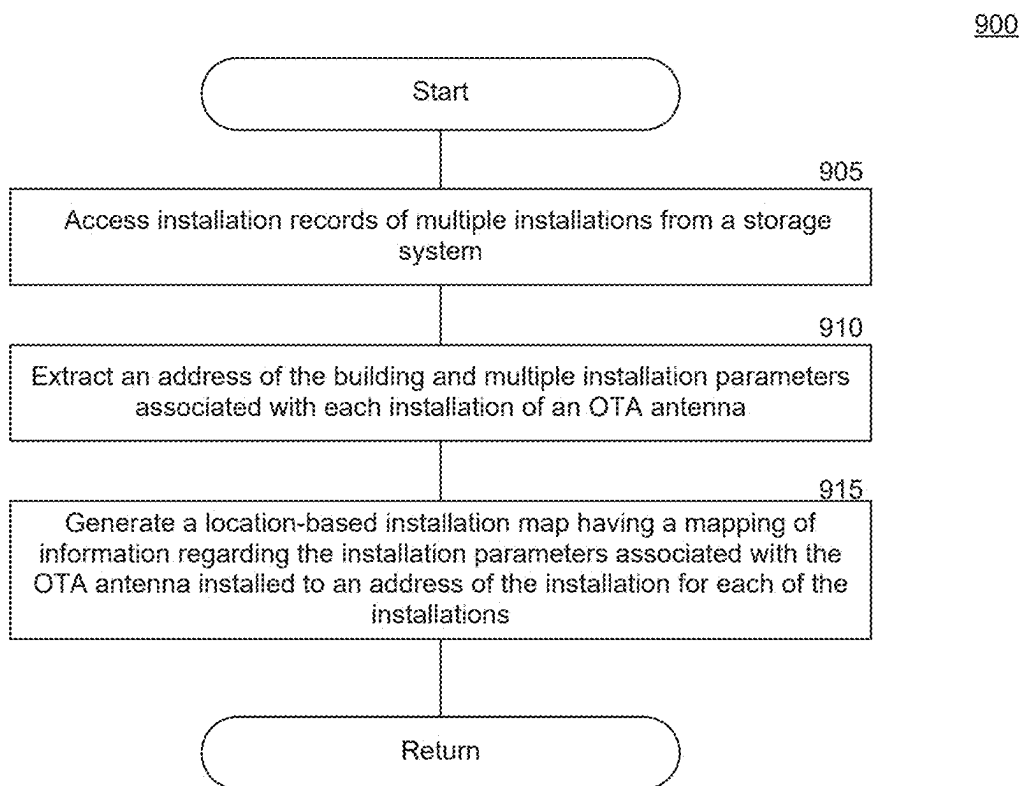 900
Start
905
Access installation records of multiple installations from a storage
system
910
Extract an address of the building and multiple installation parameters
associated with each installation of an OTA antenna
915
Generate a location-based installation map having a mapping of
information regarding the installation parameters associated with the
OTA antenna installed to an address of the installation for each of the
installations
Return